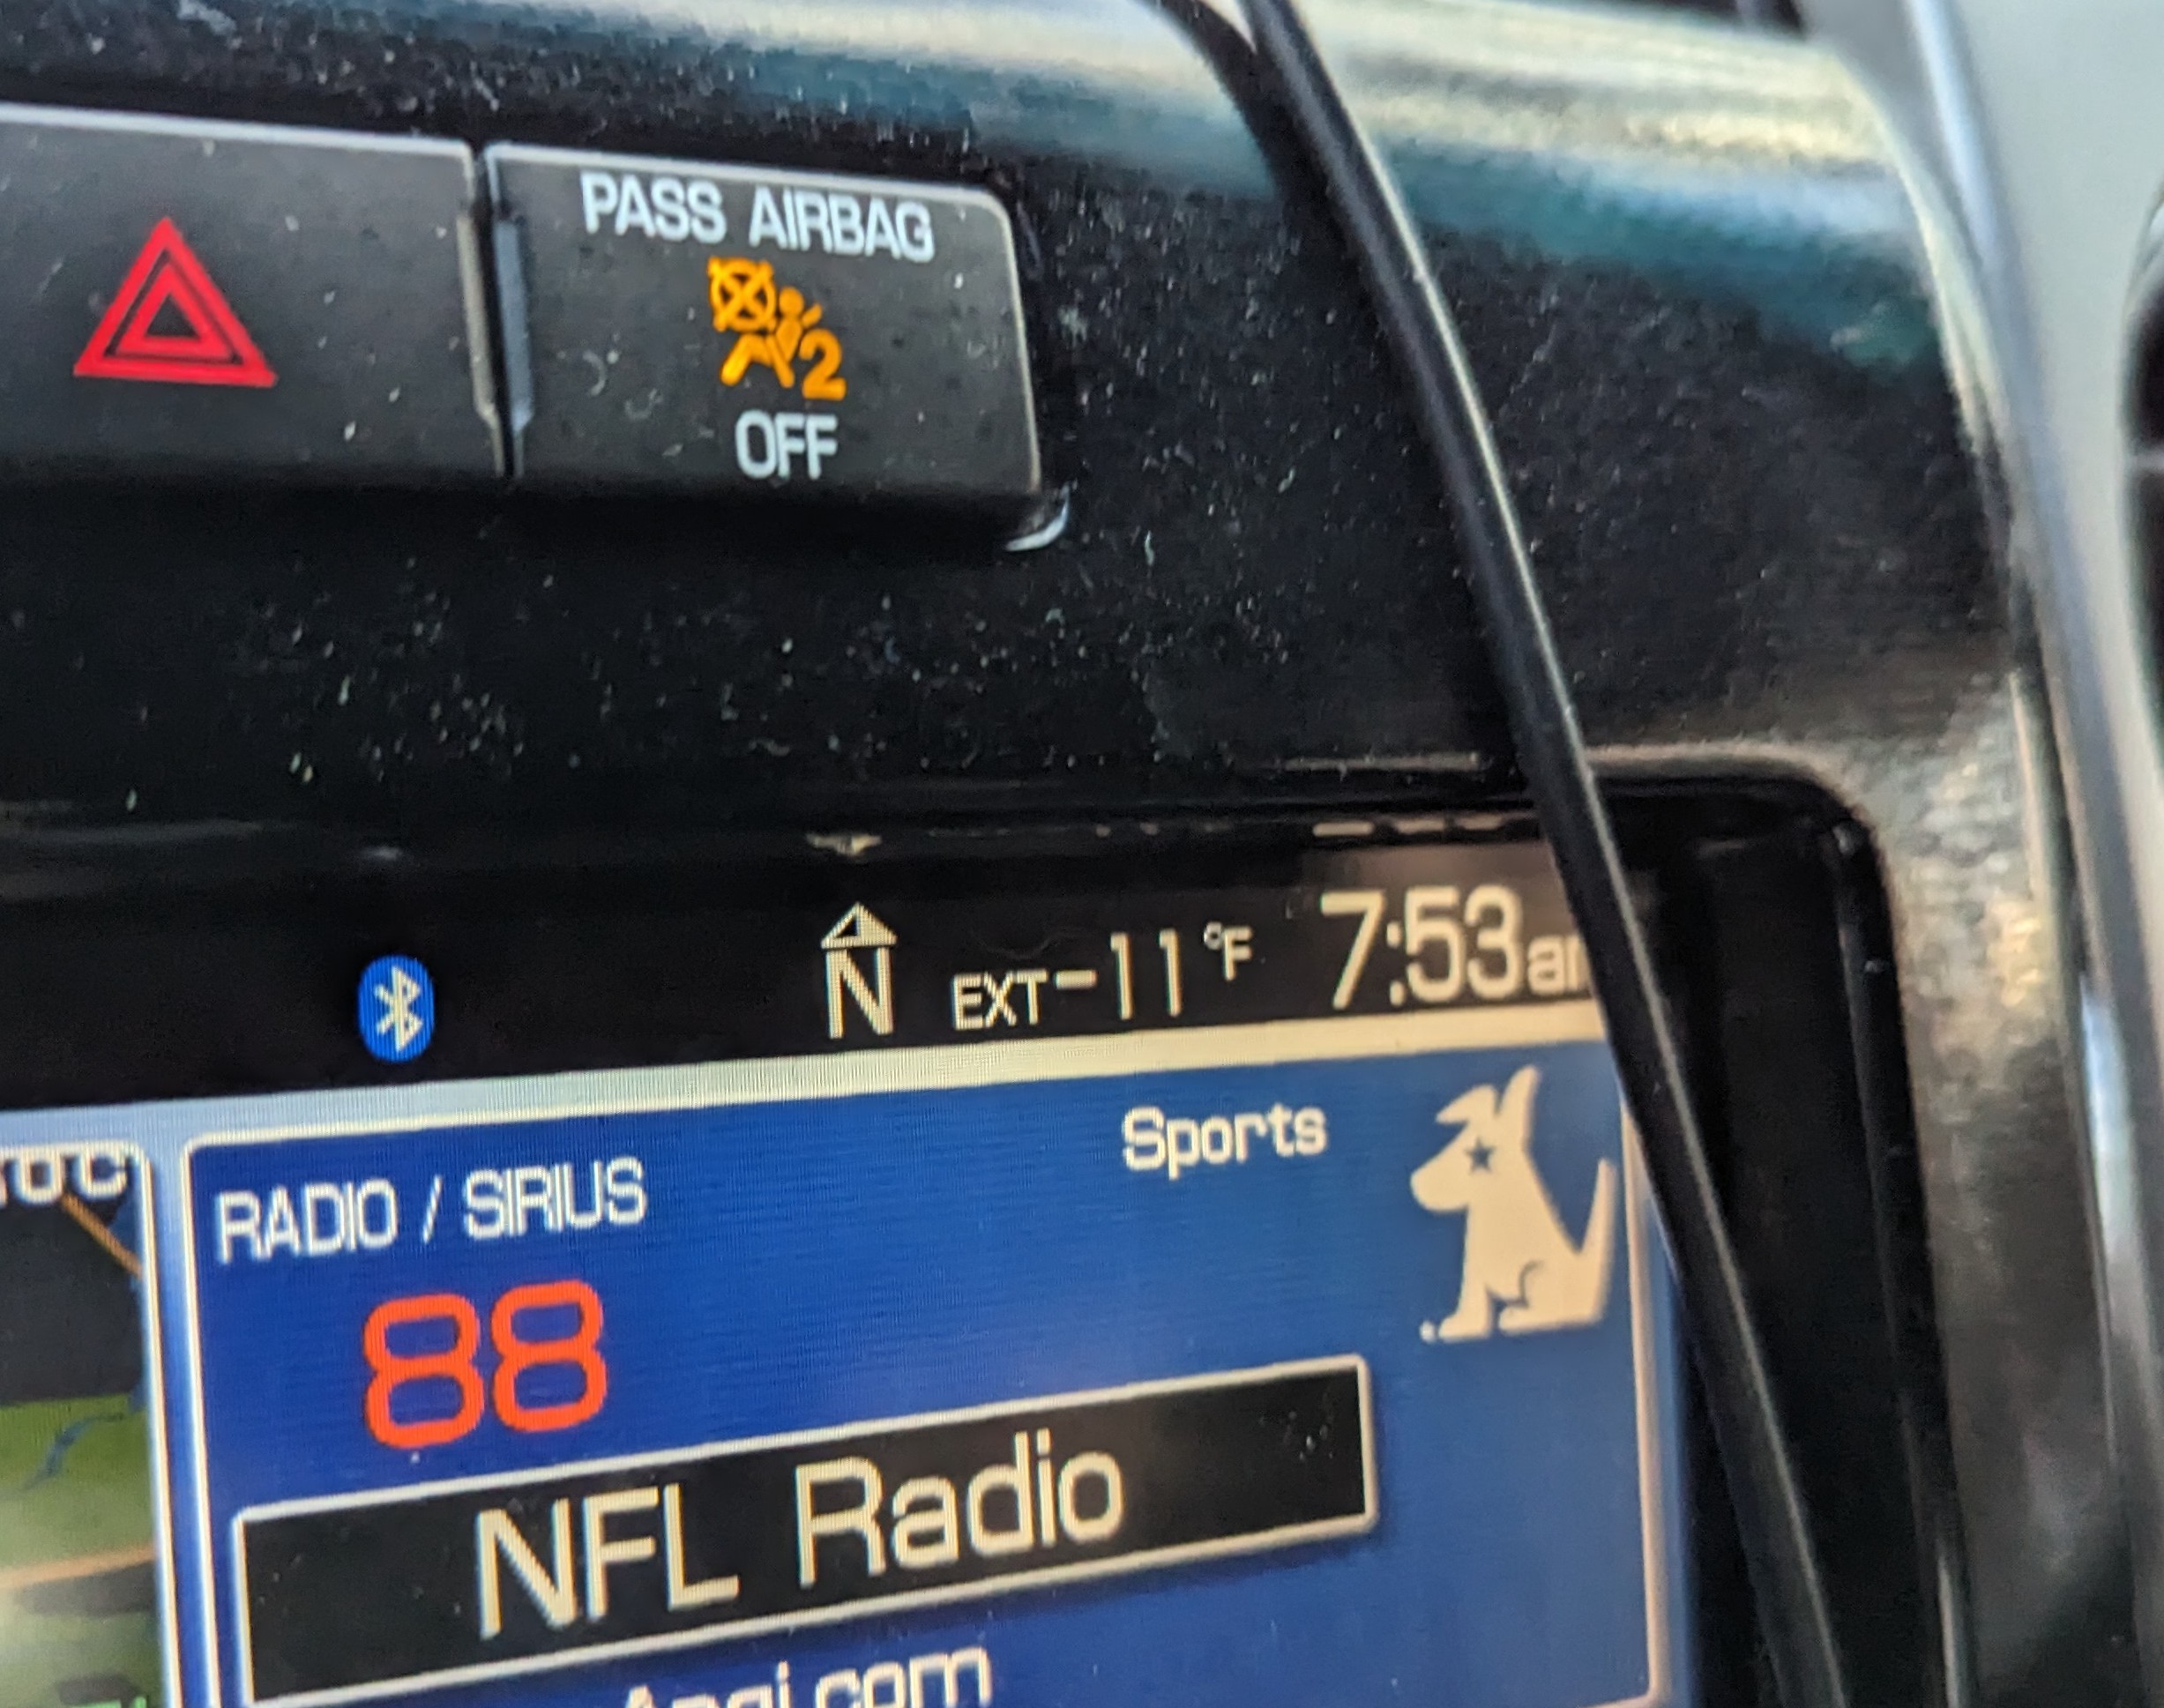 PASS AIRBAG
2
OFF
N EXT -11 °F 7:53
Sports
RADIO / SIRIUS
88
NFL Radio